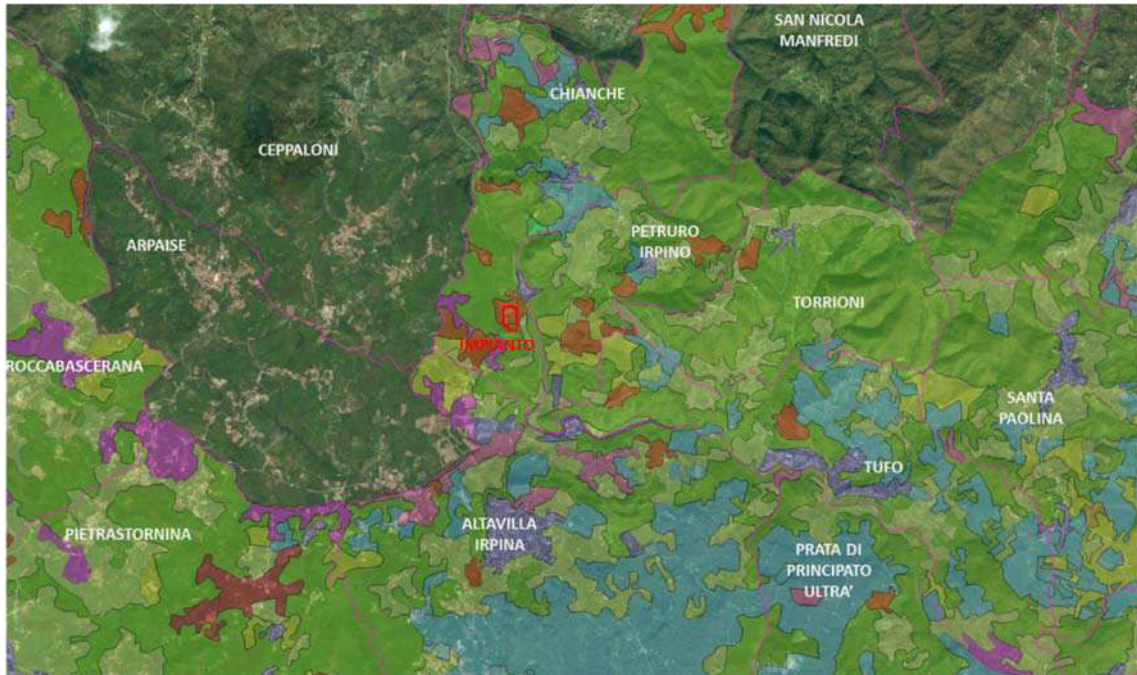 SAN NICOLA
MANFREDI
CHIANCHE
CEPPALONI
ARPAISE
PETRURO
IRPINO
TORRIONI
IMPIANTO
ROCCABASCERANA
SANTA
PAOLINA
TUFO
ALTAVILLA
IRPINA
PIETRASTORNINA
PRATA DI
PRINCIPATO
ULTRA'